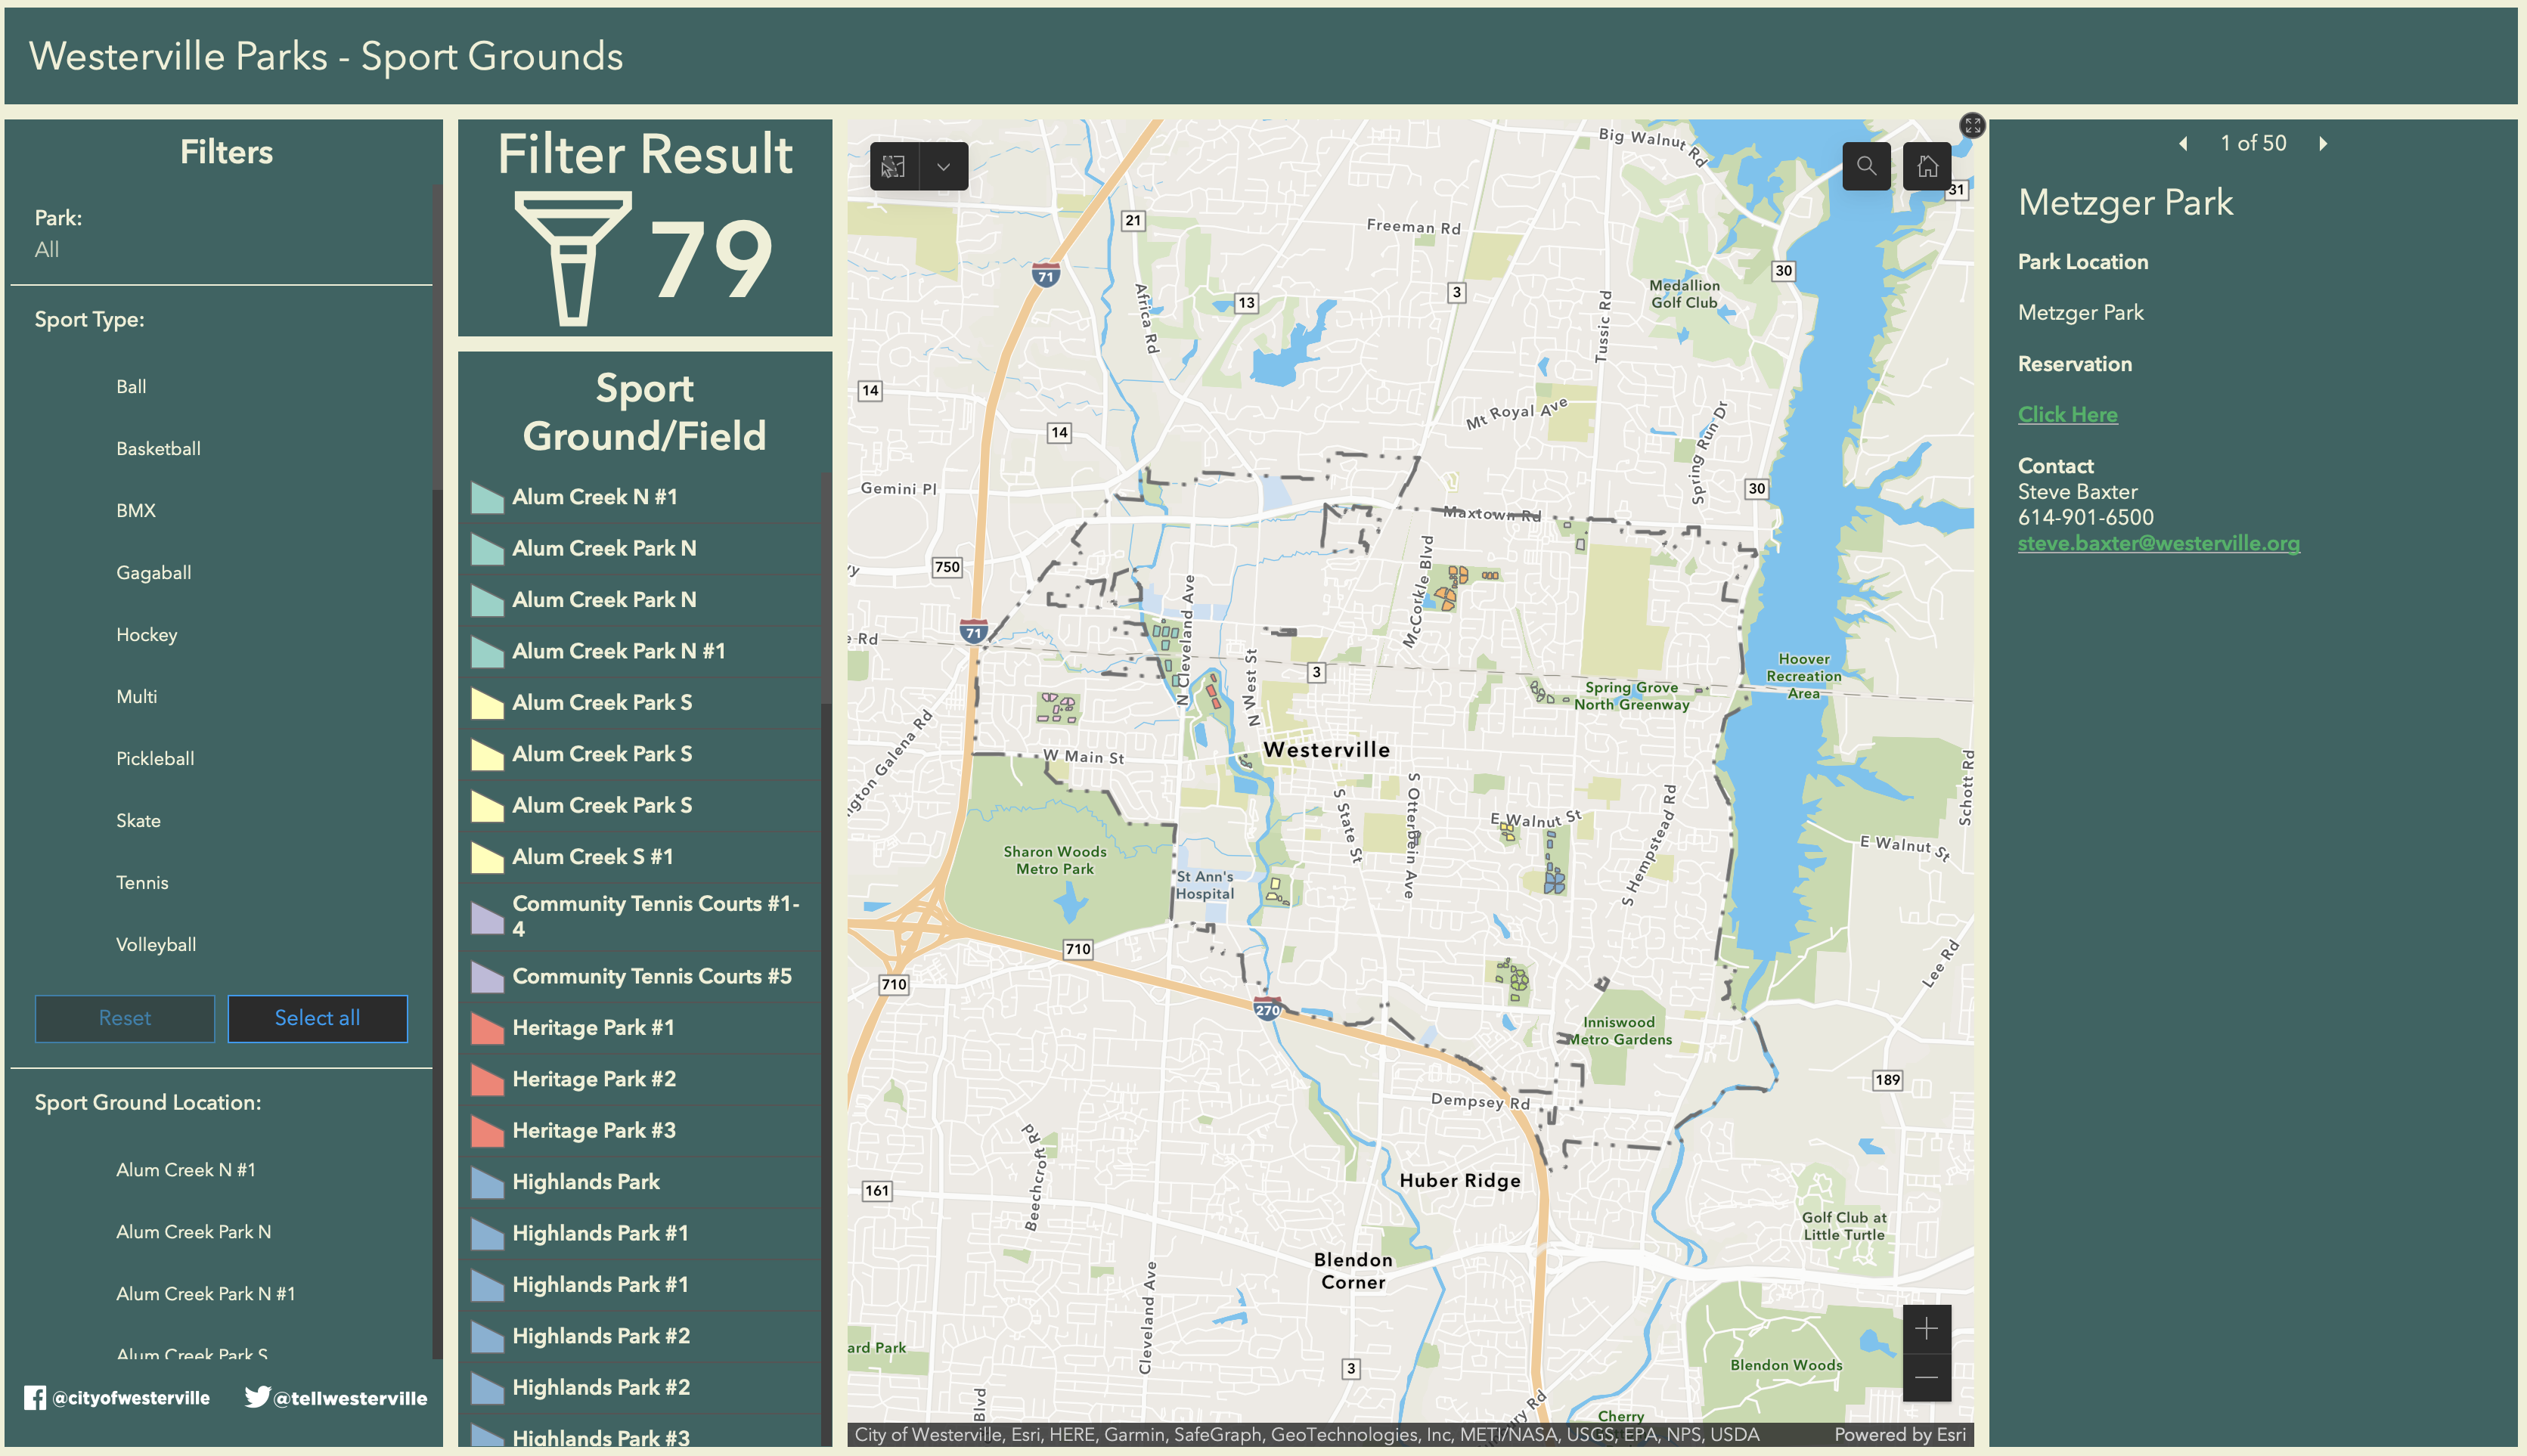 Westerville Parks - Sport Grounds
Filters
Park:
All
Sport Type:
Ball
Basketball
BMX
Gagaball
Hockey
Multi
Pickleball
Skate
Tennis
Volleyball
Reset
Select all
Sport Ground Location:
Alum Creek N #1
Alum Creek Park N
Alum Creek Park N #1
Alum Creek Park S
@cityofwesterville
@tellwesterville
Filter Result
79
Sport
Ground/Field
Alum Creek N #1
Alum Creek Park N
Alum Creek Park N
Alum Creek Park N #1
Alum Creek Park S
Alum Creek Park S
Alum Creek Park S
Alum Creek S #1
Community Tennis Courts #1-
4
Community Tennis Courts #5
Heritage Park #1
Heritage Park #2
Heritage Park #3
Highlands Park
Highlands Park #1
Highlands Park #1
Highlands Park #2
Highlands Park #2
Highlands Park #3
Big Walnut Rd
31
21
Freeman Rd
71
30
Africa Rd
13
3
Medallion
Golf Club
Tussic Rd
14
Mt Royal Ave
14
Spring Run Dr
Gemini Pl
30
Maxtown Rd
750
McCorkle Blvd
N Cleveland Ave
71
e Rd
N West St
3
Hoover
Recreation
Area
Spring Grove
North Greenway
ington Galena Rd
W Main St
Westerville
Schott Rd
S State St
S Otterbein Ave
E Walnut St
S Hempstead Rd
E Walnut St
Sharon Woods
Metro Park
St Ann's
Hospital
710
Lee Rd
710
270
Inniswood
Metro Gardens
189
Dempsey Rd
Beechcroft Rd
Huber Ridge
161
Golf Club at
Little Turtle
Blendon
Corner
Cleveland Ave
ard Park
3
Blendon Woods
Blvd
ry Rd
Cherry
City of Westerville, Esri, HERE, Garmin, SafeGraph, GeoTechnologies, Inc, METI/NASA, USGS, EPA, NPS, USDA
Powered by Esri
1 of 50
Metzger Park
Park Location
Metzger Park
Reservation
Click Here
Contact
Steve Baxter
614-901-6500
steve.baxter@westerville.org